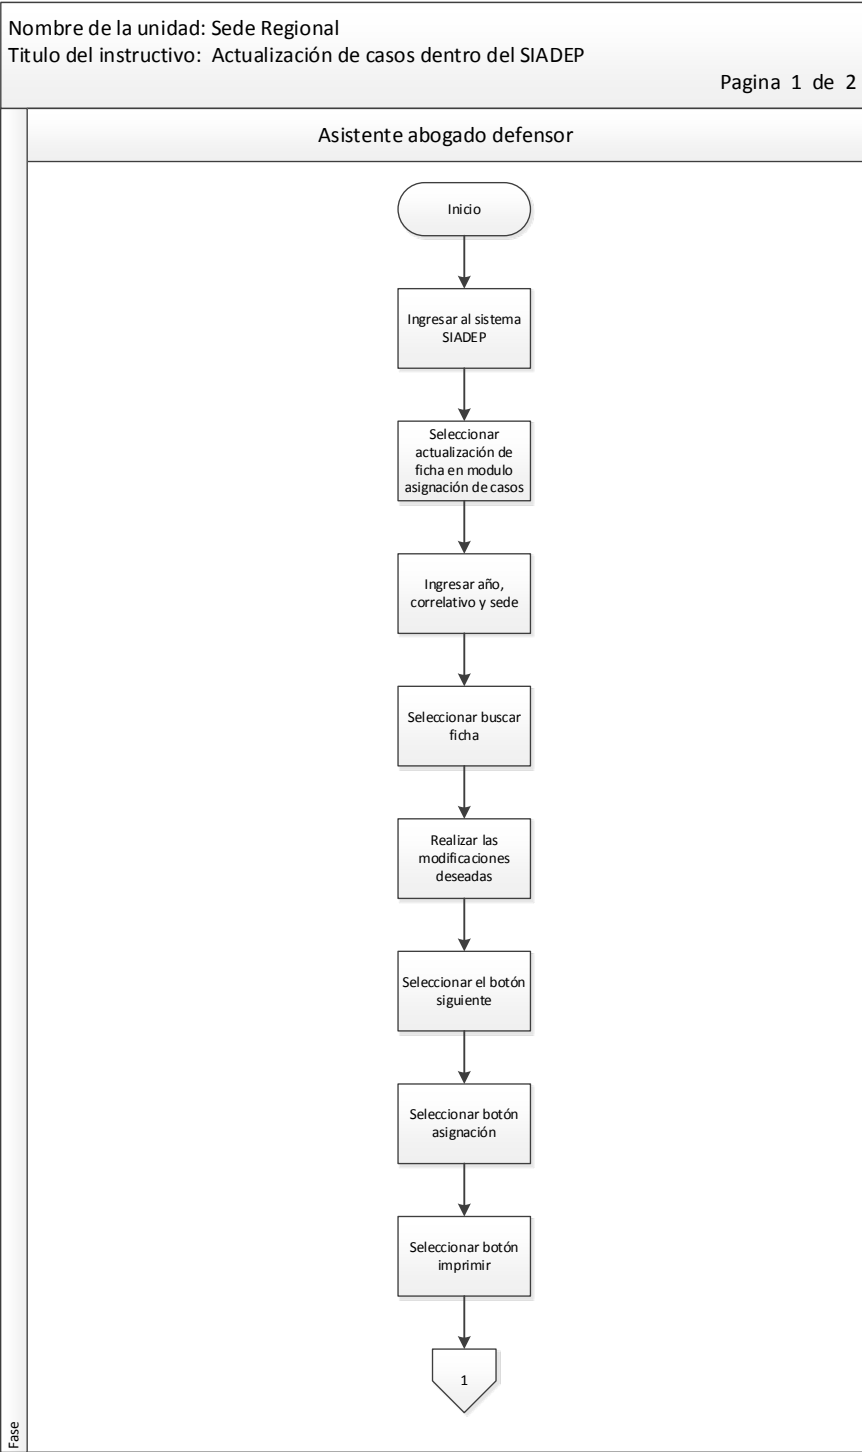 Nombre de la unidad: Sede Regional
Titulo del instructivo: Actualización de casos dentro del SIADEP
Pagina 1 de 2
Asistente abogado defensor
Inicio
Ingresar al sistema
SIADEP
Seleccionar
actualización de
ficha en modulo
asignación de casos
Ingresar año,
correlativo y sede
Seleccionar buscar
ficha
Realizar las
modificaciones
deseadas
Seleccionar el botón
siguiente
Seleccionar botón
asignación
Seleccionar botón
imprimir
1
Fase